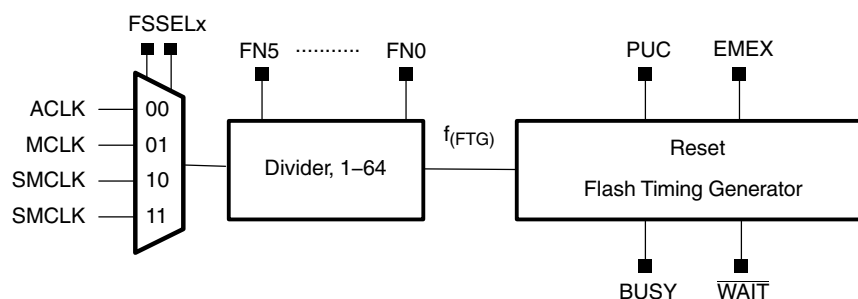 FSSELx
FN5 ........... FN0
PUC EMEX
ACLK 00
MCLK 01
SMCLK 10
SMCLK 11
Divider, 1–64
f(FTG)
Reset
Flash Timing Generator
BUSY WAIT